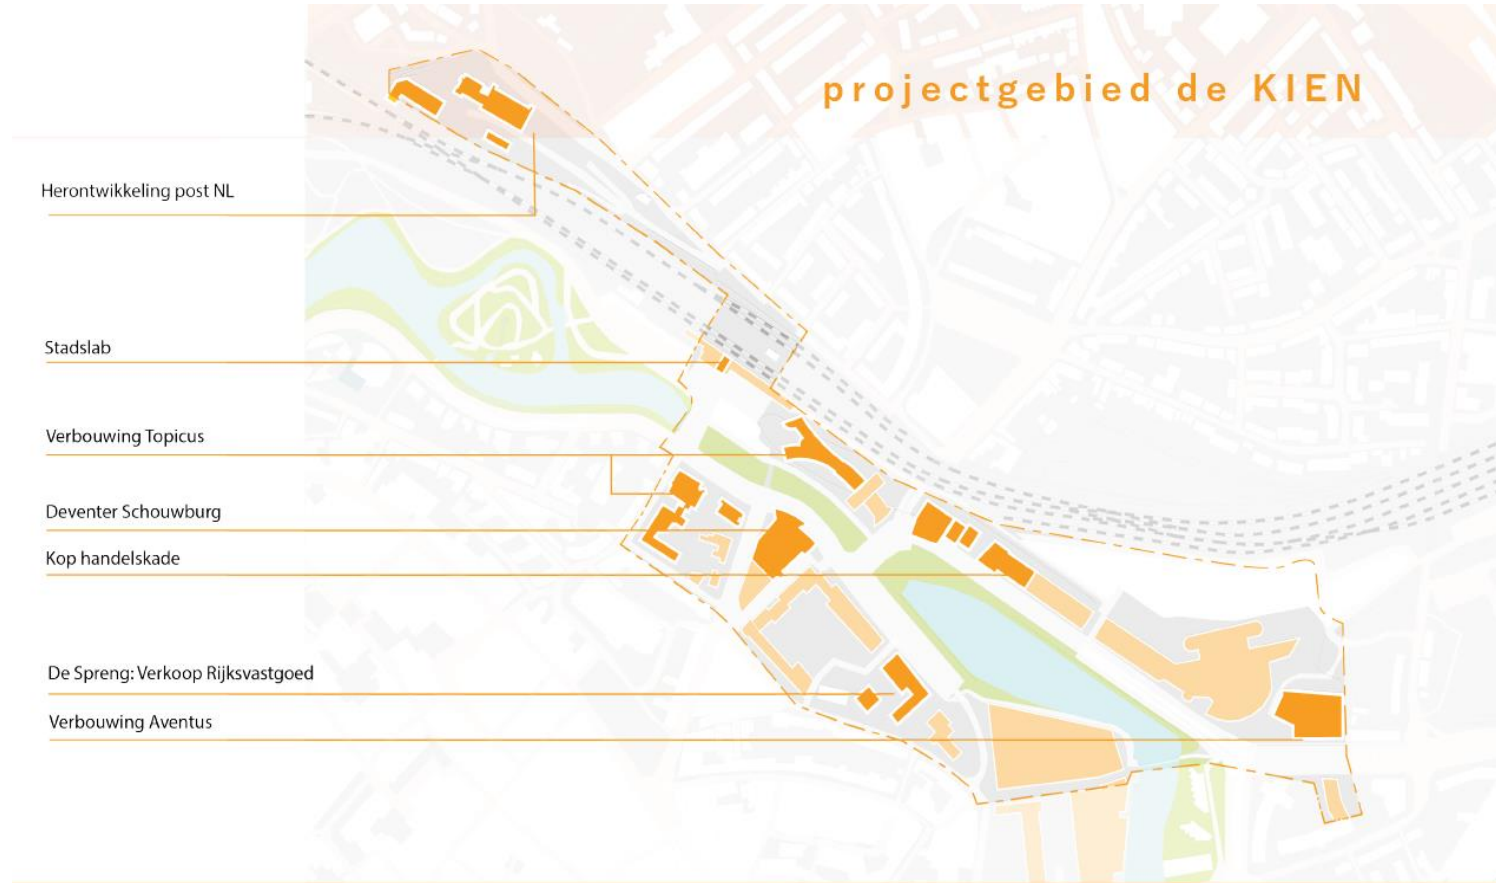 projectgebied de KIEN
Herontwikkeling post NL
Stadslab
Verbouwing Topicus
Deventer Schouwburg
Kop handelskade
De Spreng: Verkoop Rijksvastgoed
Verbouwing Aventus